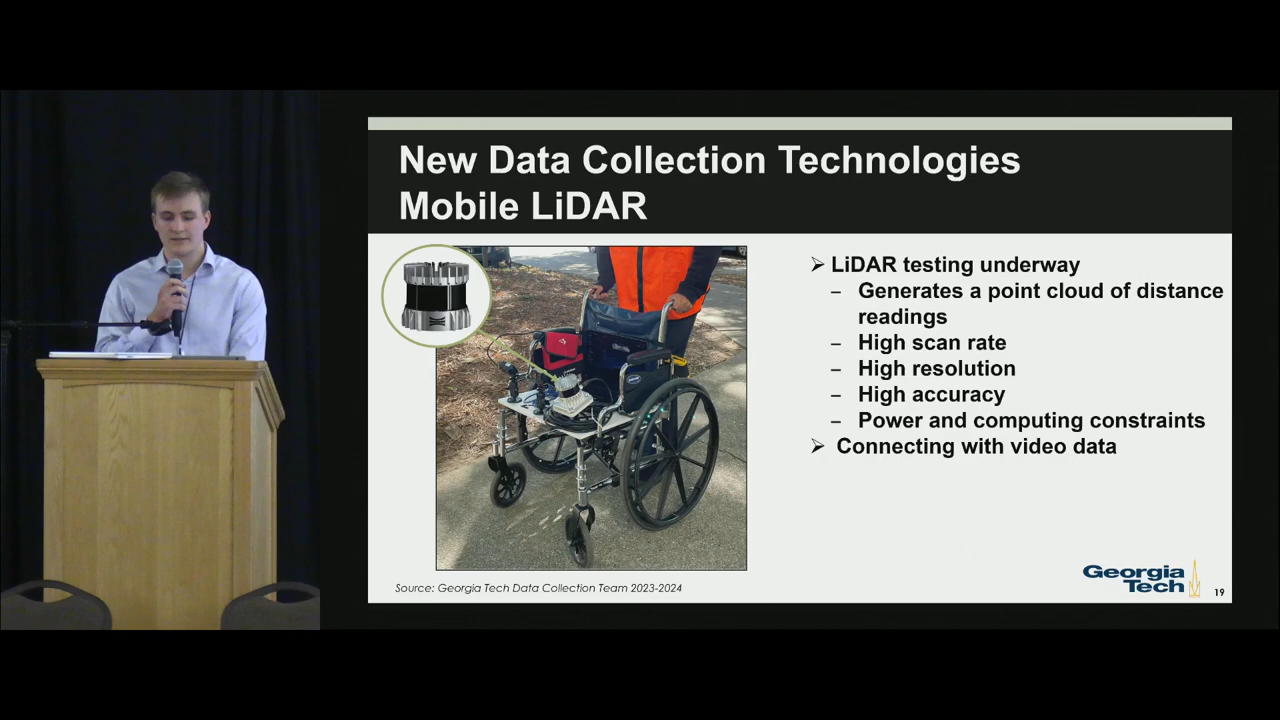 New Data Collection Technologies
Mobile LiDAR
➢ LiDAR testing underway
– Generates a point cloud of distance
readings
– High scan rate
– High resolution
– High accuracy
– Power and computing constraints
➢ Connecting with video data
Source: Georgia Tech Data Collection Team 2023-2024
Georgia
Tech
19